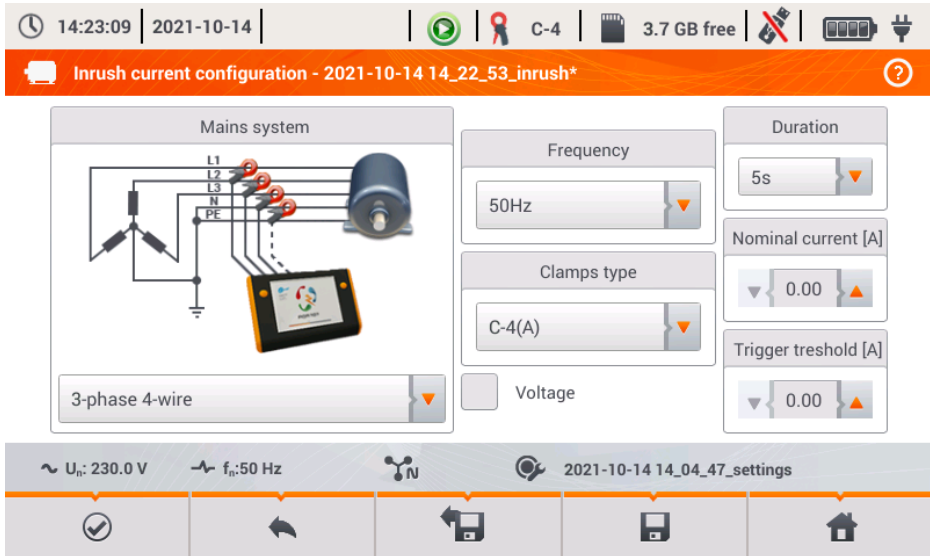 14:23:09 2021-10-14 C-4 3.7 GB free
Inrush current configuration - 2021-10-14 14_22_53_inrush* ?
Mains system
L1
L2
L3
N
PE
3-phase 4-wire
Frequency
50Hz
Clamps type
C-4(A)
Voltage
Duration
5s
Nominal current [A]
0.00
Trigger treshold [A]
0.00
Un: 230.0 V fn:50 Hz N 2021-10-14 14_04_47_settings